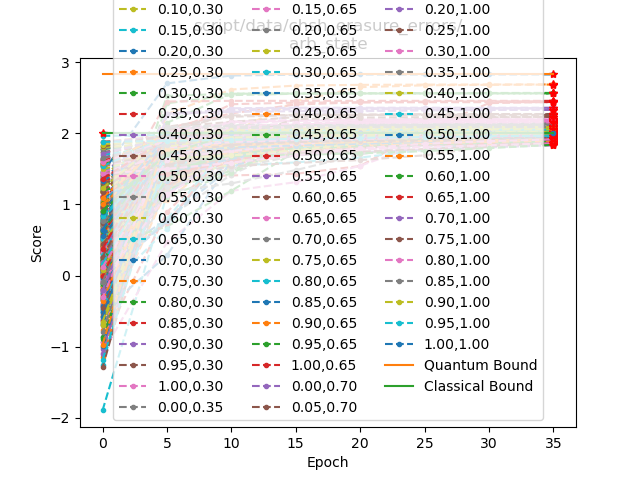 script/data/chsh_erasure_errors/
arb_state
0.10,0.30 0.15,0.65 0.20,1.00
0.15,0.30 0.20,0.65 0.25,1.00
0.20,0.30 0.25,0.65 0.30,1.00
0.25,0.30 0.30,0.65 0.35,1.00
0.30,0.30 0.35,0.65 0.40,1.00
0.35,0.30 0.40,0.65 0.45,1.00
0.40,0.30 0.45,0.65 0.50,1.00
0.45,0.30 0.50,0.65 0.55,1.00
0.50,0.30 0.55,0.65 0.60,1.00
0.55,0.30 0.60,0.65 0.65,1.00
0.60,0.30 0.65,0.65 0.70,1.00
0.65,0.30 0.70,0.65 0.75,1.00
0.70,0.30 0.75,0.65 0.80,1.00
0.75,0.30 0.80,0.65 0.85,1.00
0.80,0.30 0.85,0.65 0.90,1.00
0.85,0.30 0.90,0.65 0.95,1.00
0.90,0.30 0.95,0.65 1.00,1.00
0.95,0.30 1.00,0.65 Quantum Bound
1.00,0.30 0.00,0.70 Classical Bound
0.00,0.35 0.05,0.70
3
2
1
0
−1
−2
Score
0 5 10 15 20 25 30 35
Epoch